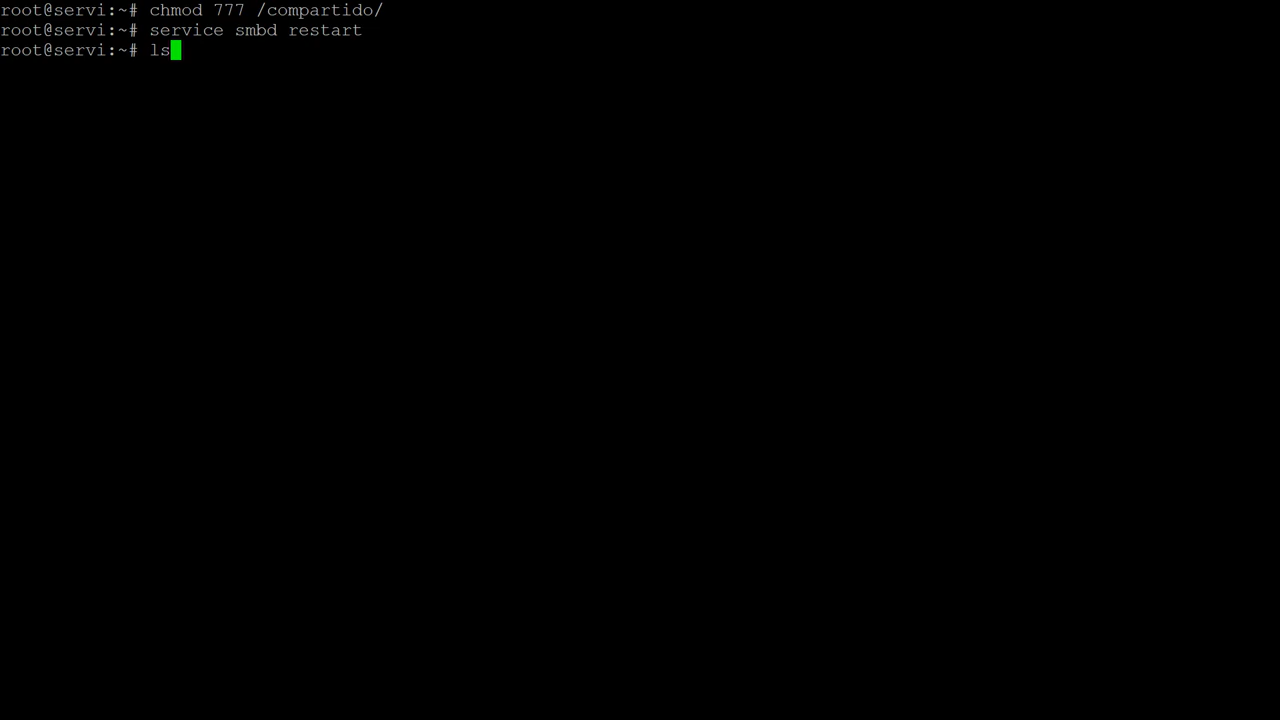 root@servi:~# chmod 777 /compartido/
root@servi:~# service smbd restart
root@servi:~# ls